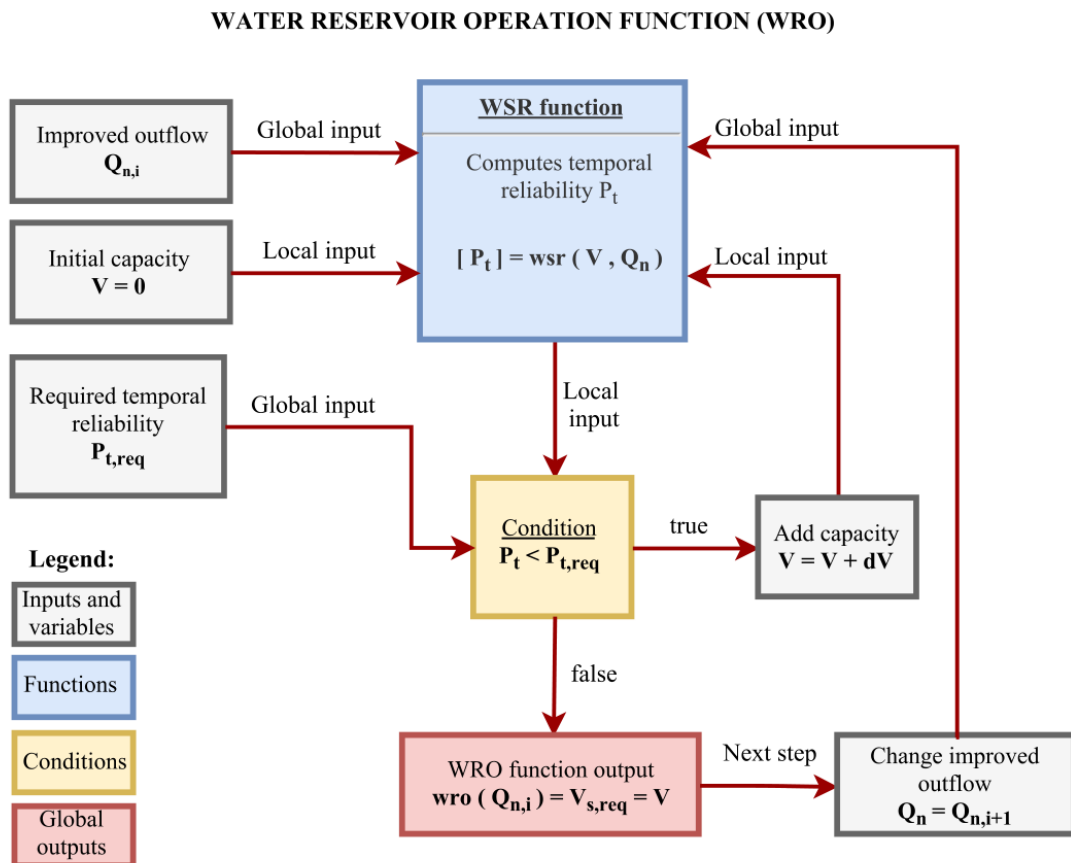 WATER RESERVOIR OPERATION FUNCTION (WRO)
Improved outflow
Qn,i
Global input
WSR function
Computes temporal
reliability Pt
[ Pt ] = wsr ( V , Qn )
Global input
Initial capacity
V = 0
Local input
Local input
Required temporal
reliability
Pt,req
Global input
Local
input
Condition
Pt < Pt,req
true
Add capacity
V = V + dV
false
WRO function output
wro ( Qn,i ) = Vs,req = V
Next step
Change improved
outflow
Qn = Qn,i+1
Legend:
Inputs and
variables
Functions
Conditions
Global
outputs